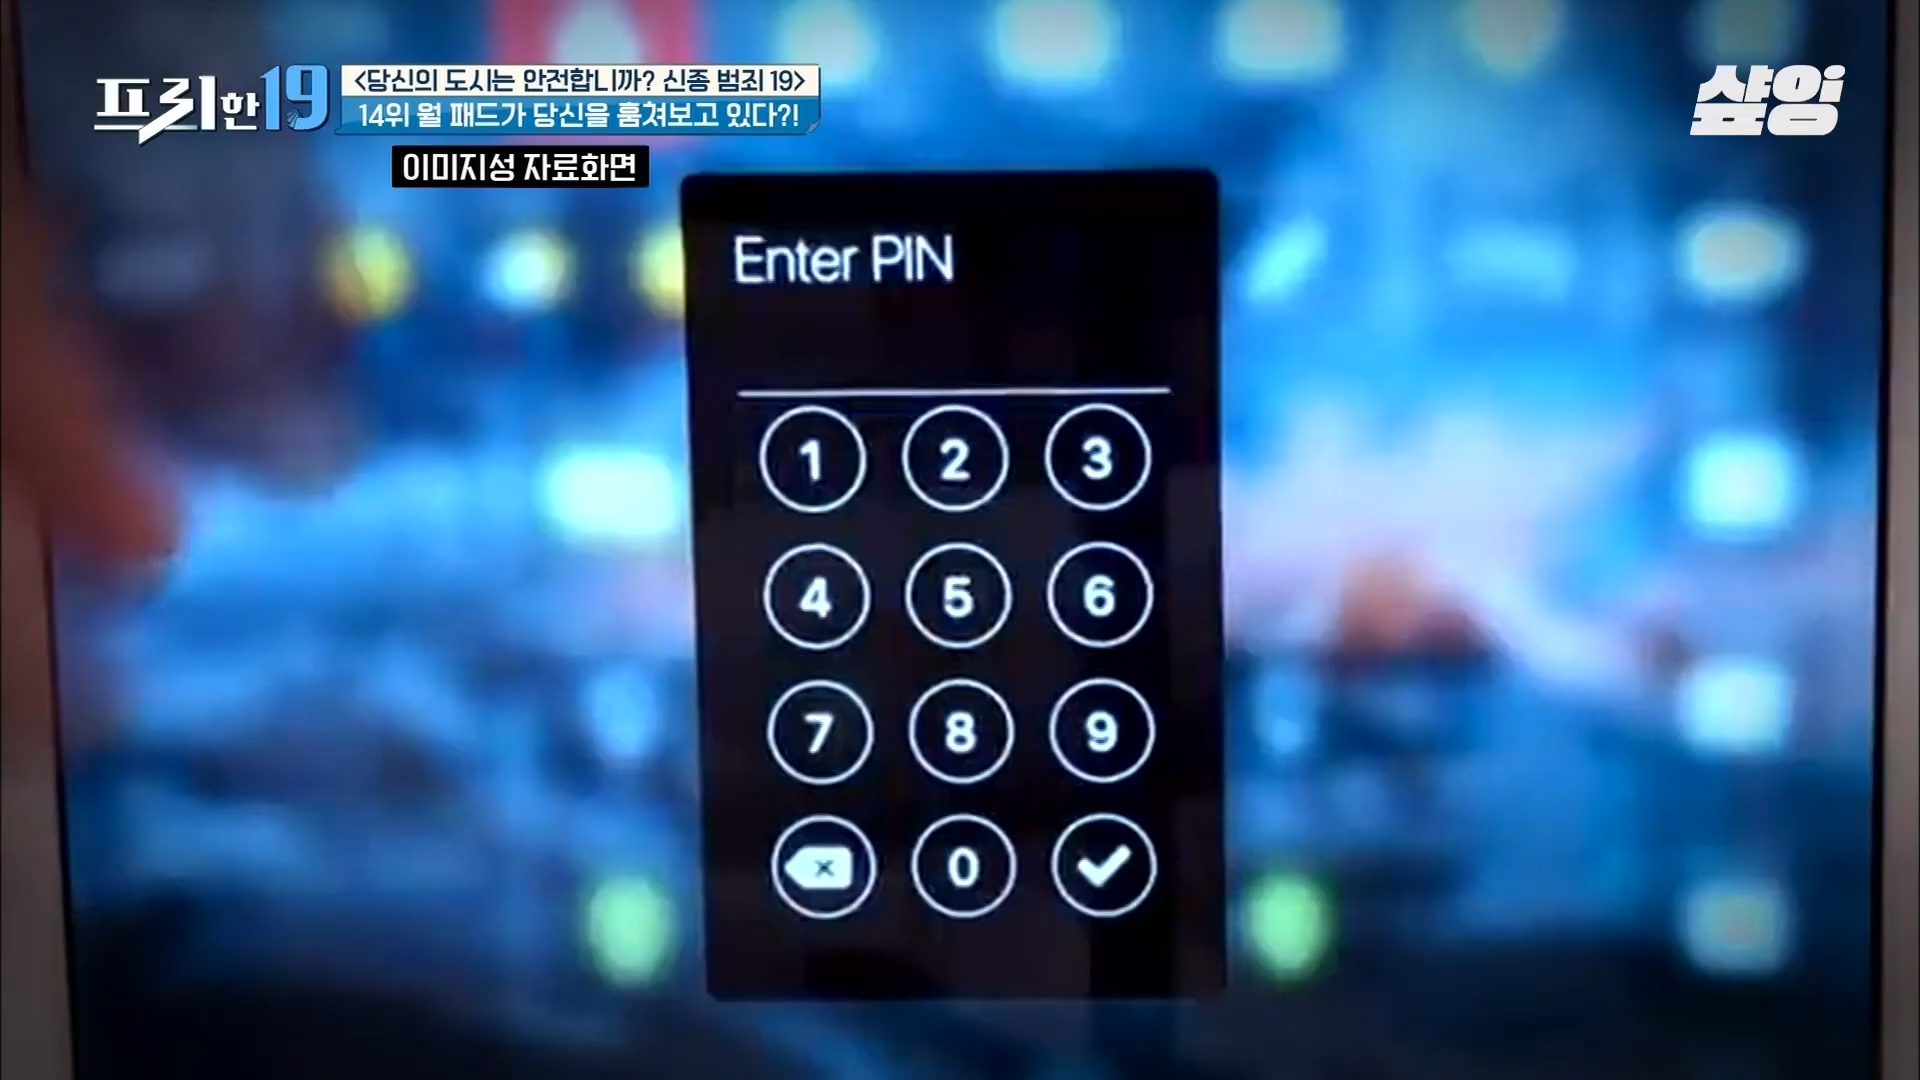 프리한19
<당신의 도시는 안전합니까? 신종 범죄 19>
14위 월 패드가 당신을 훔쳐보고 있다?!
샾잉
이미지성 자료화면
Enter PIN
1 2 3
4 5 6
7 8 9
0